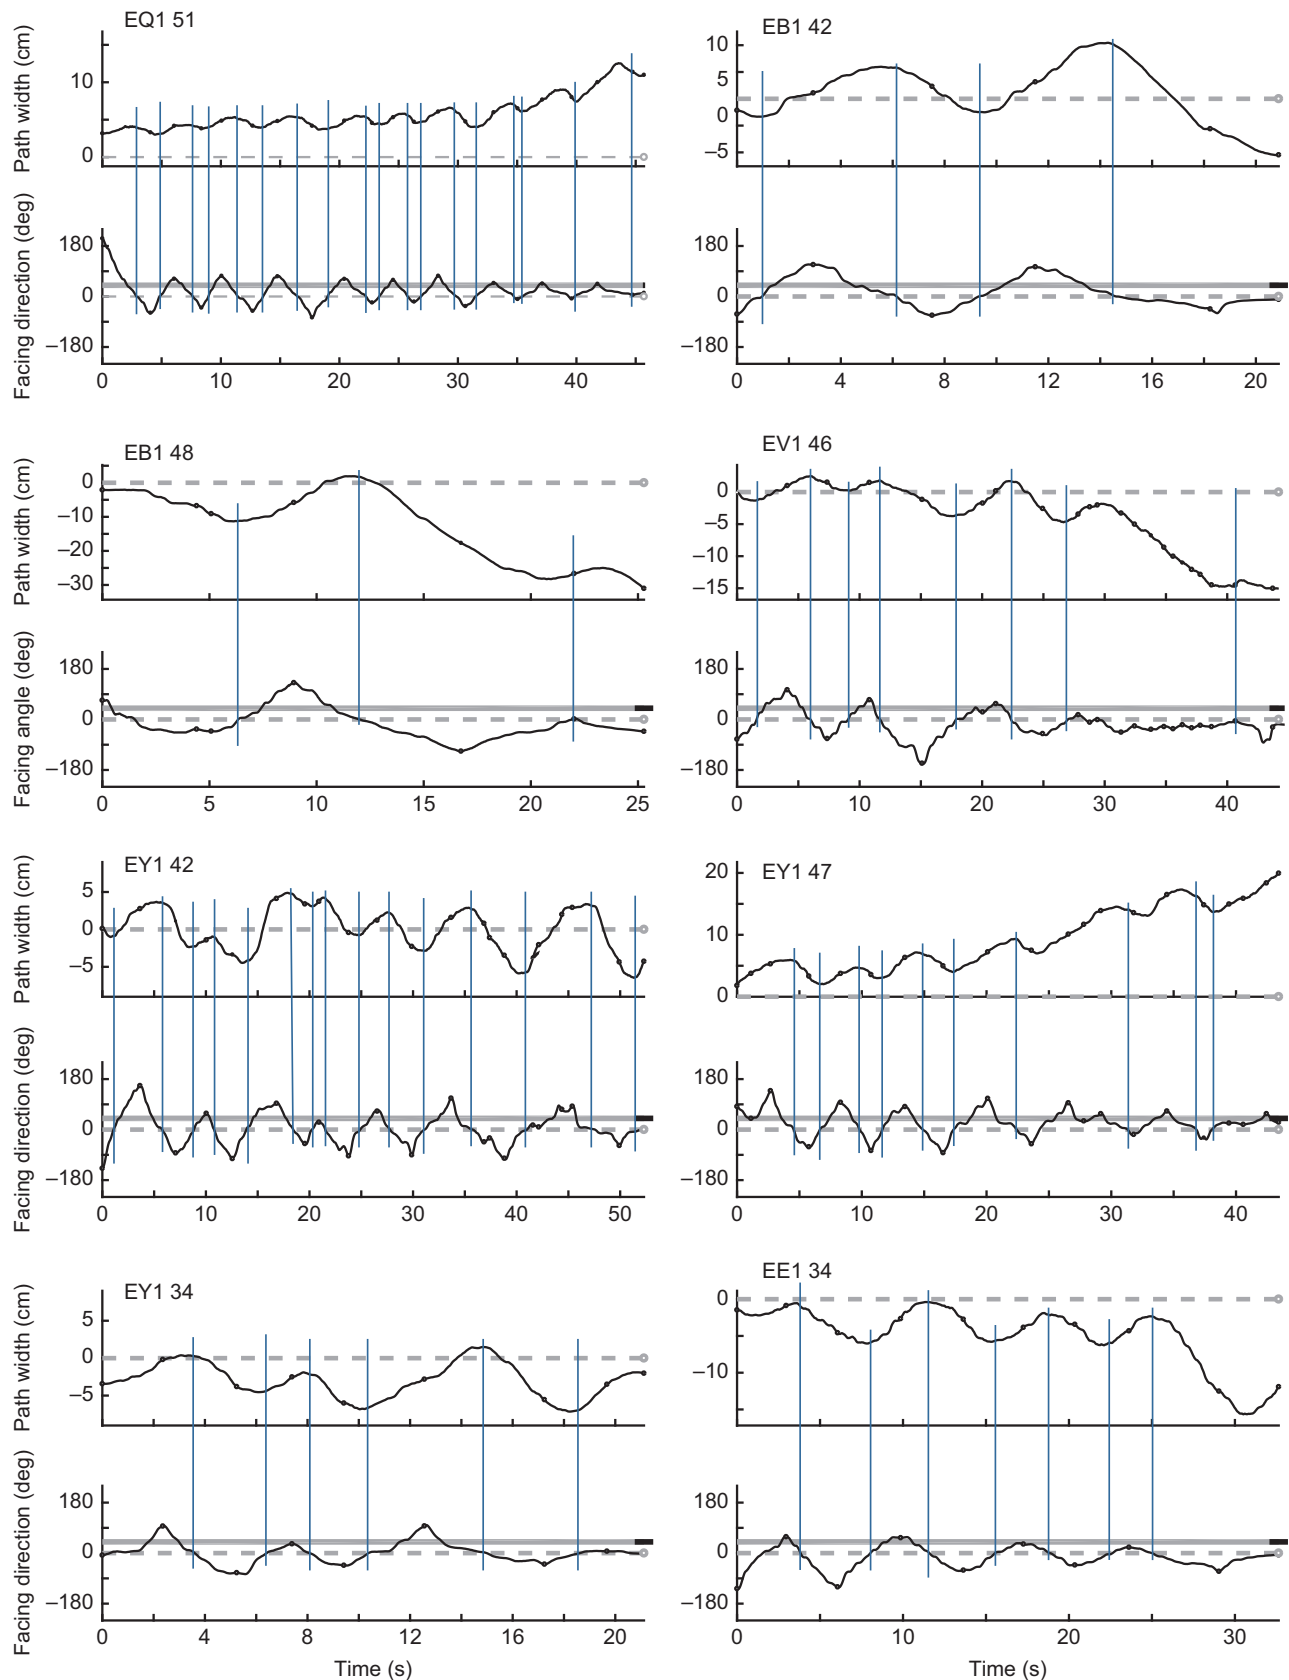 EQ1 51
Path width (cm)
10
0
Facing direction (deg)
180
0
–180
0 10 20 30 40
EB1 42
10
5
0
–5
180
0
–180
0 4 8 12 16 20
EB1 48
Path width (cm)
0
–10
–20
–30
Facing angle (deg)
180
0
–180
0 5 10 15 20 25
EV1 46
0
–5
–10
–15
180
0
–180
0 10 20 30 40
EY1 42
Path width (cm)
5
0
–5
Facing direction (deg)
180
0
–180
0 10 20 30 40 50
EY1 47
20
10
0
180
0
–180
0 10 20 30 40
EY1 34
Path width (cm)
5
0
–5
Facing direction (deg)
180
0
–180
0 4 8 12 16 20
Time (s)
EE1 34
0
–10
180
0
–180
0 10 20 30
Time (s)